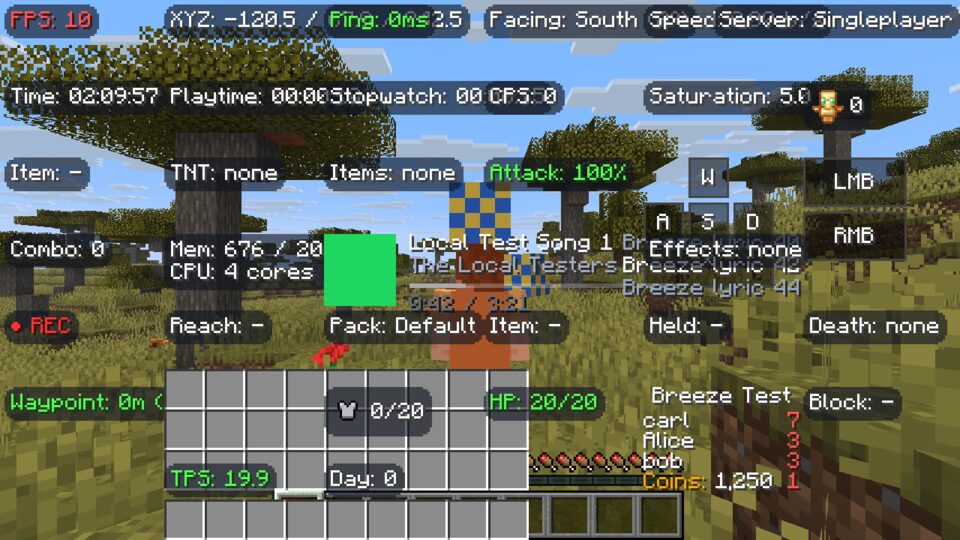 FPS: 10
XYZ: -120.5 /
Ping: 0ms
2.5
Facing: South
Speed
Server: Singleplayer
Time: 02:09:57
Playtime: 00:00
Stopwatch: 00
CPS: 0
Saturation: 5.0
0
Item: -
TNT: none
Items: none
Attack: 100%
W
LMB
A S D
RMB
Combo: 0
Mem: 676 / 20
CPU: 4 cores
Local Test Song 1
The Local Testers
0:42 / 3:21
Effects: none
Breeze lyric 42
Breeze lyric 44
REC
Reach: -
Pack: Default
Item: -
Held: -
Death: none
Waypoint: 0m (
0/20
HP: 20/20
Breeze Test
carl 7
Alice 3
bob 3
Coins: 1,250 1
Block: -
TPS: 19.9
Day: 0